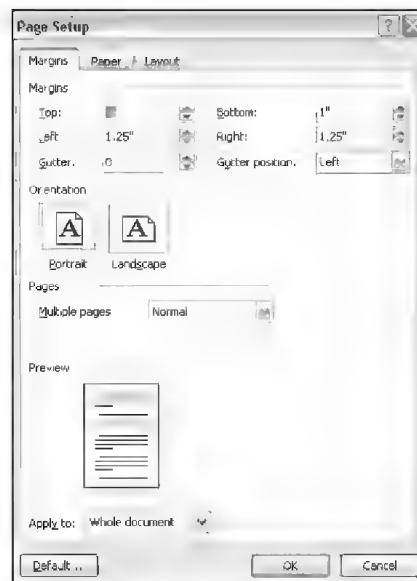 Page Setup
Margins Paper Layout
Margins
Top: Bottom: 1"
Left 1.25" Right: 1.25"
Gutter. 0 Gutter position. Left
Orientation
A A
Portrait Landscape
Pages
Multiple pages Normal
Preview
Apply to: Whole document
Default .. OK Cancel